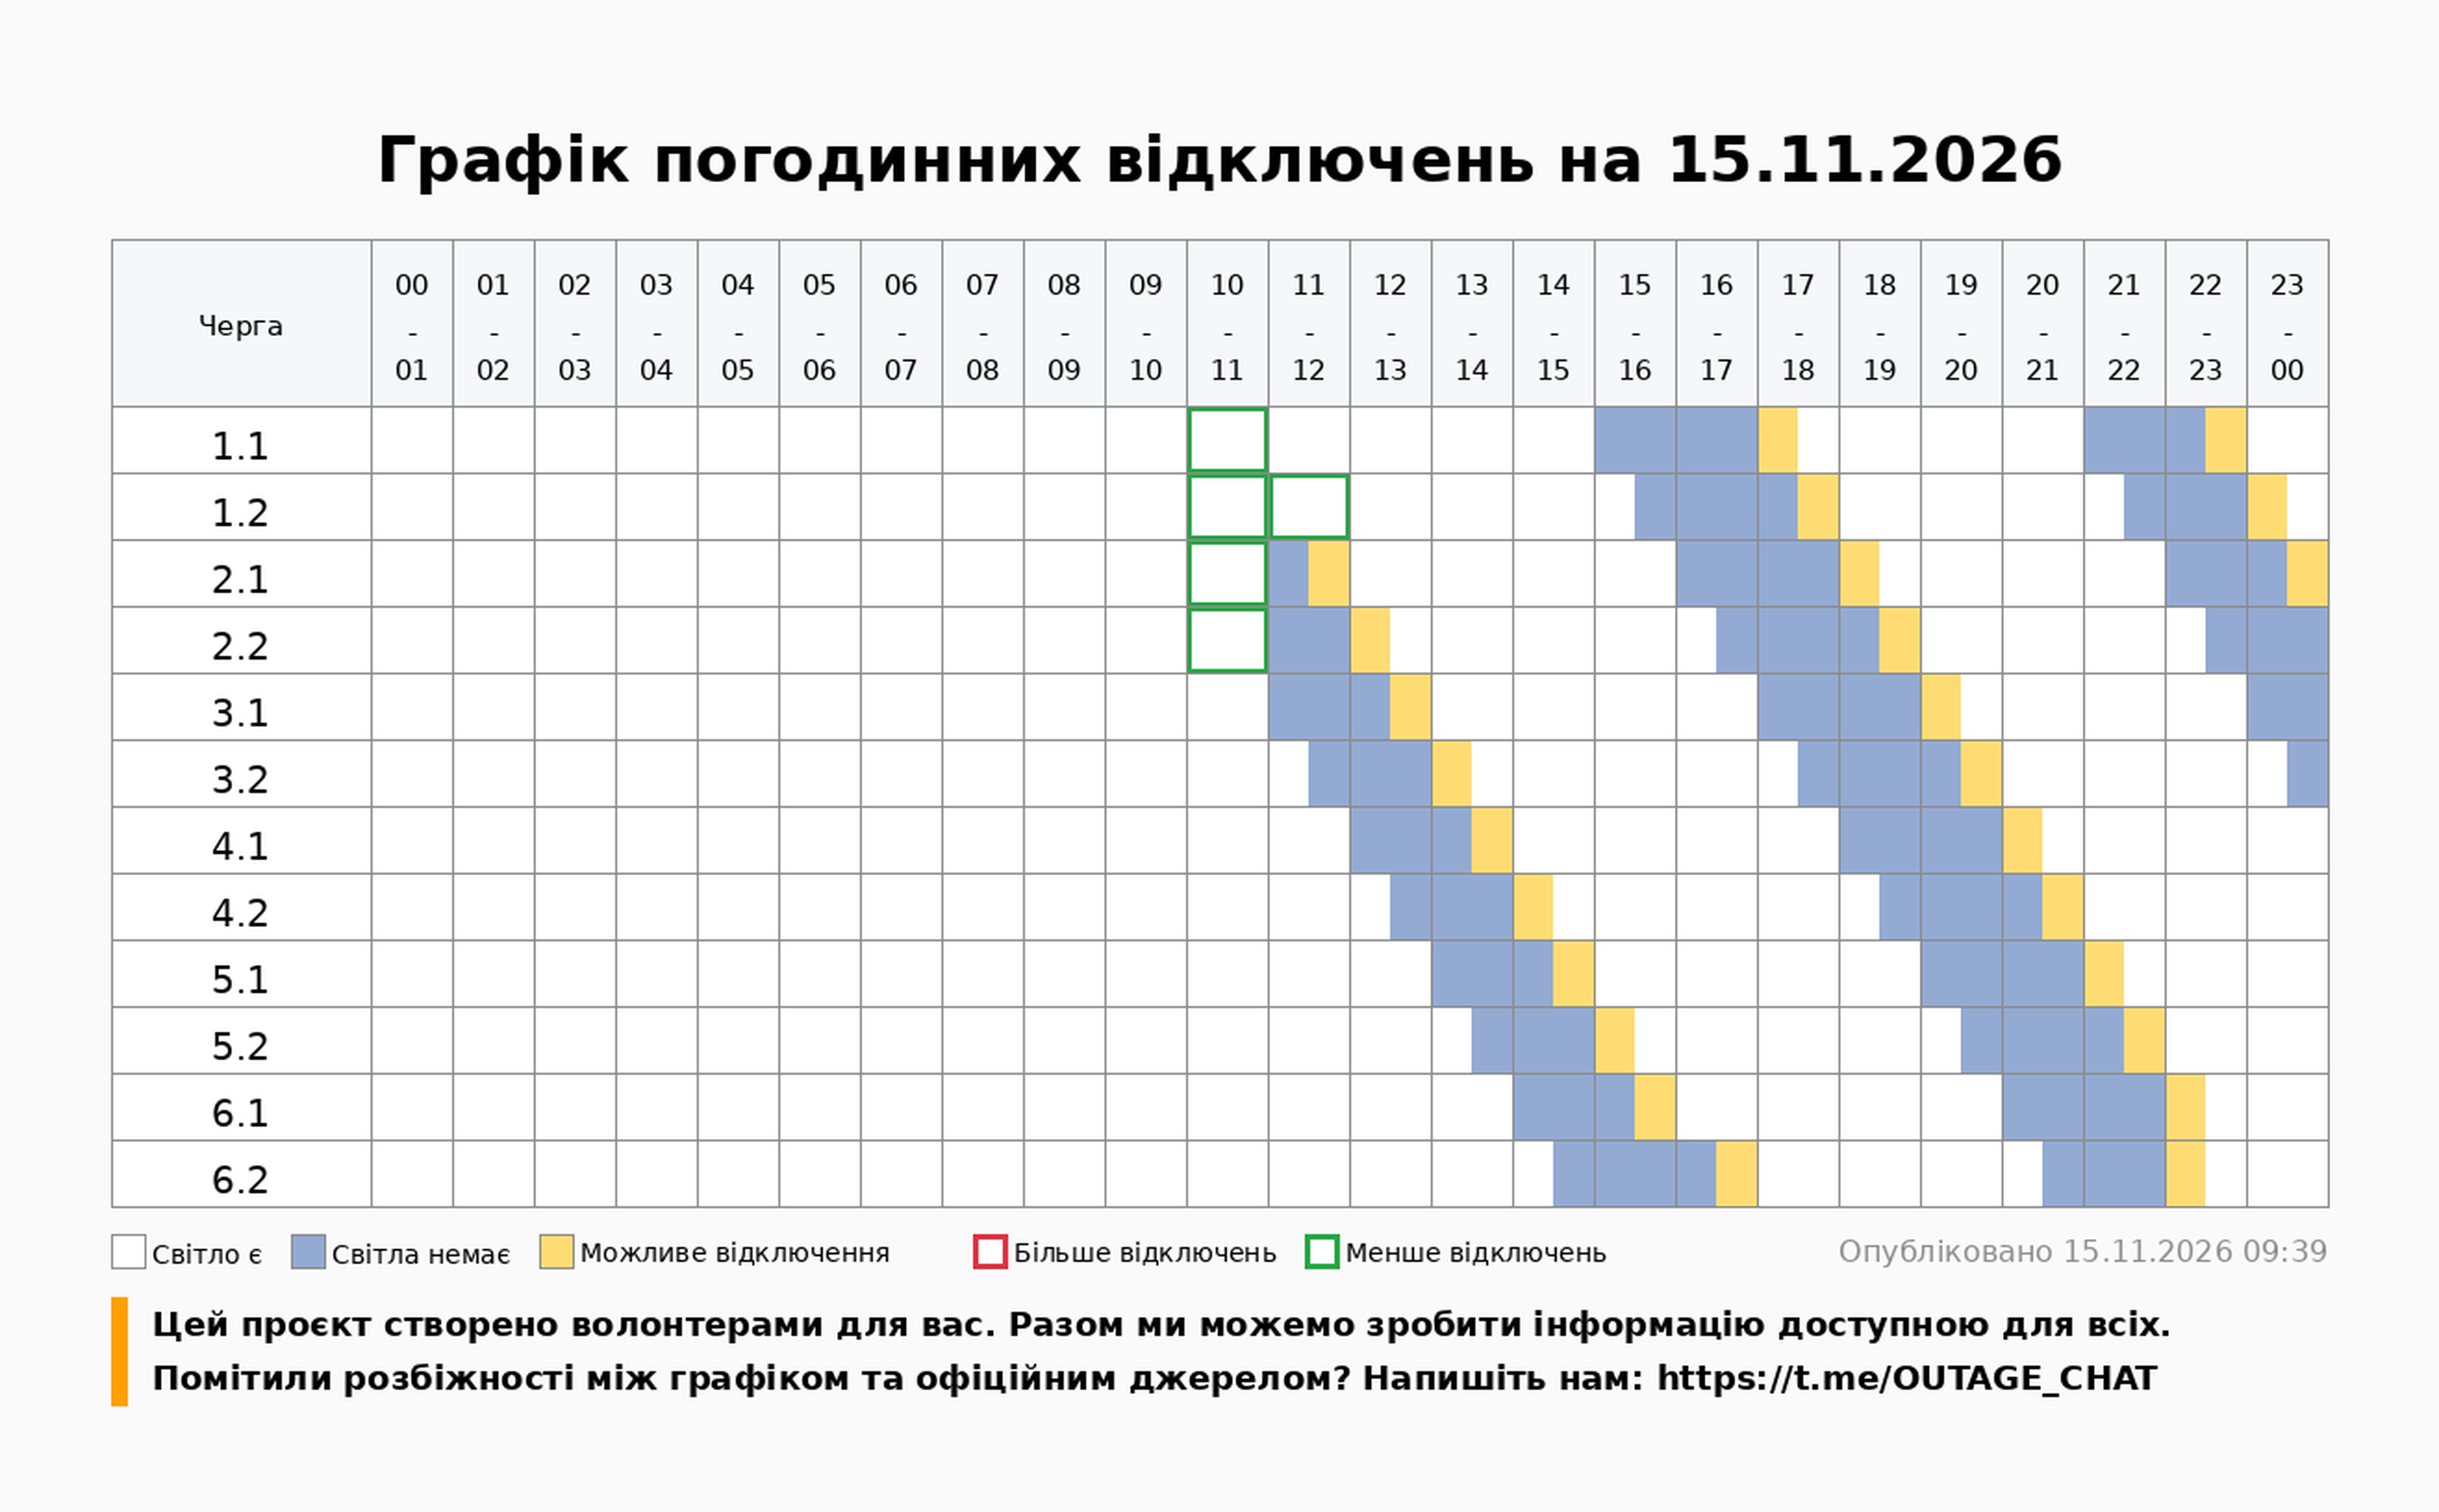 Графік погодинних відключень на 15.11.2026
Черга
00 - 01
01 - 02
02 - 03
03 - 04
04 - 05
05 - 06
06 - 07
07 - 08
08 - 09
09 - 10
10 - 11
11 - 12
12 - 13
13 - 14
14 - 15
15 - 16
16 - 17
17 - 18
18 - 19
19 - 20
20 - 21
21 - 22
22 - 23
23 - 00
1.1
1.2
2.1
2.2
3.1
3.2
4.1
4.2
5.1
5.2
6.1
6.2
Світло є
Світла немає
Можливе відключення
Більше відключень
Менше відключень
Опубліковано 15.11.2026 09:39
Цей проєкт створено волонтерами для вас. Разом ми можемо зробити інформацію доступною для всіх.
Помітили розбіжності між графіком та офіційним джерелом? Напишіть нам: https://t.me/OUTAGE_CHAT